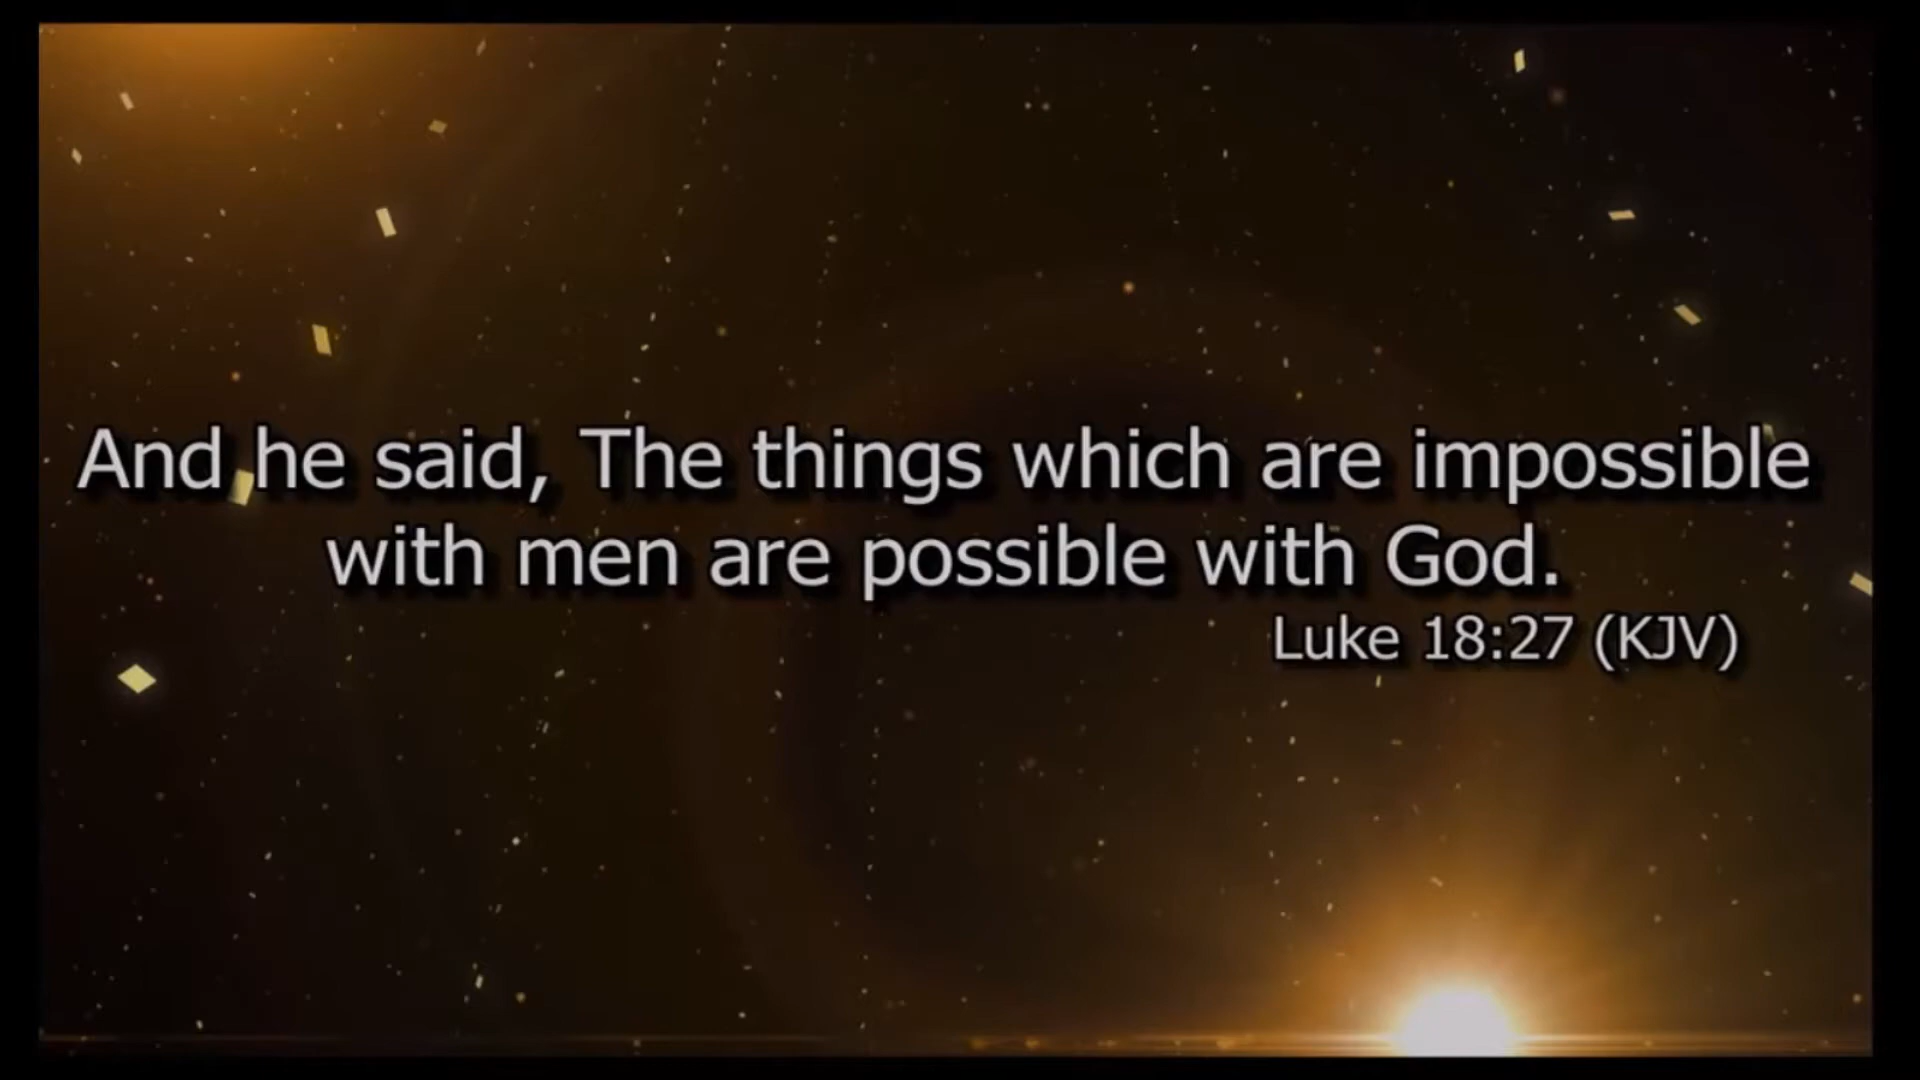 And he said, The things which are impossible
with men are possible with God.
Luke 18:27 (KJV)